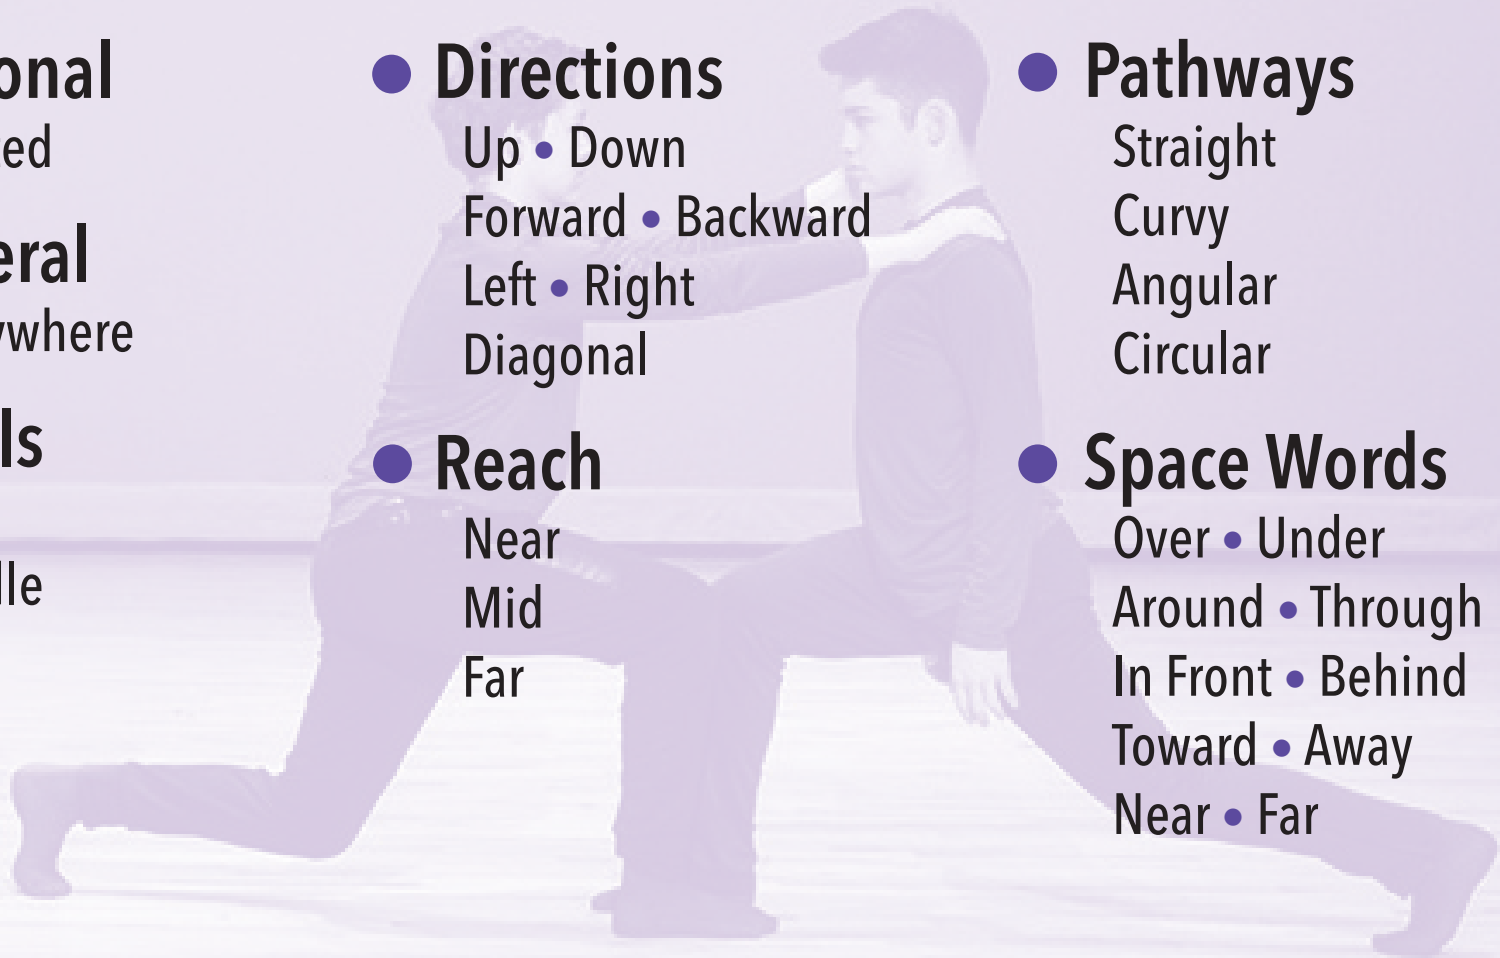 onal
ed
eral
ywhere
ls
lle
Directions
Up • Down
Forward • Backward
Left • Right
Diagonal
Reach
Near
Mid
Far
Pathways
Straight
Curvy
Angular
Circular
Space Words
Over • Under
Around • Through
In Front • Behind
Toward • Away
Near • Far